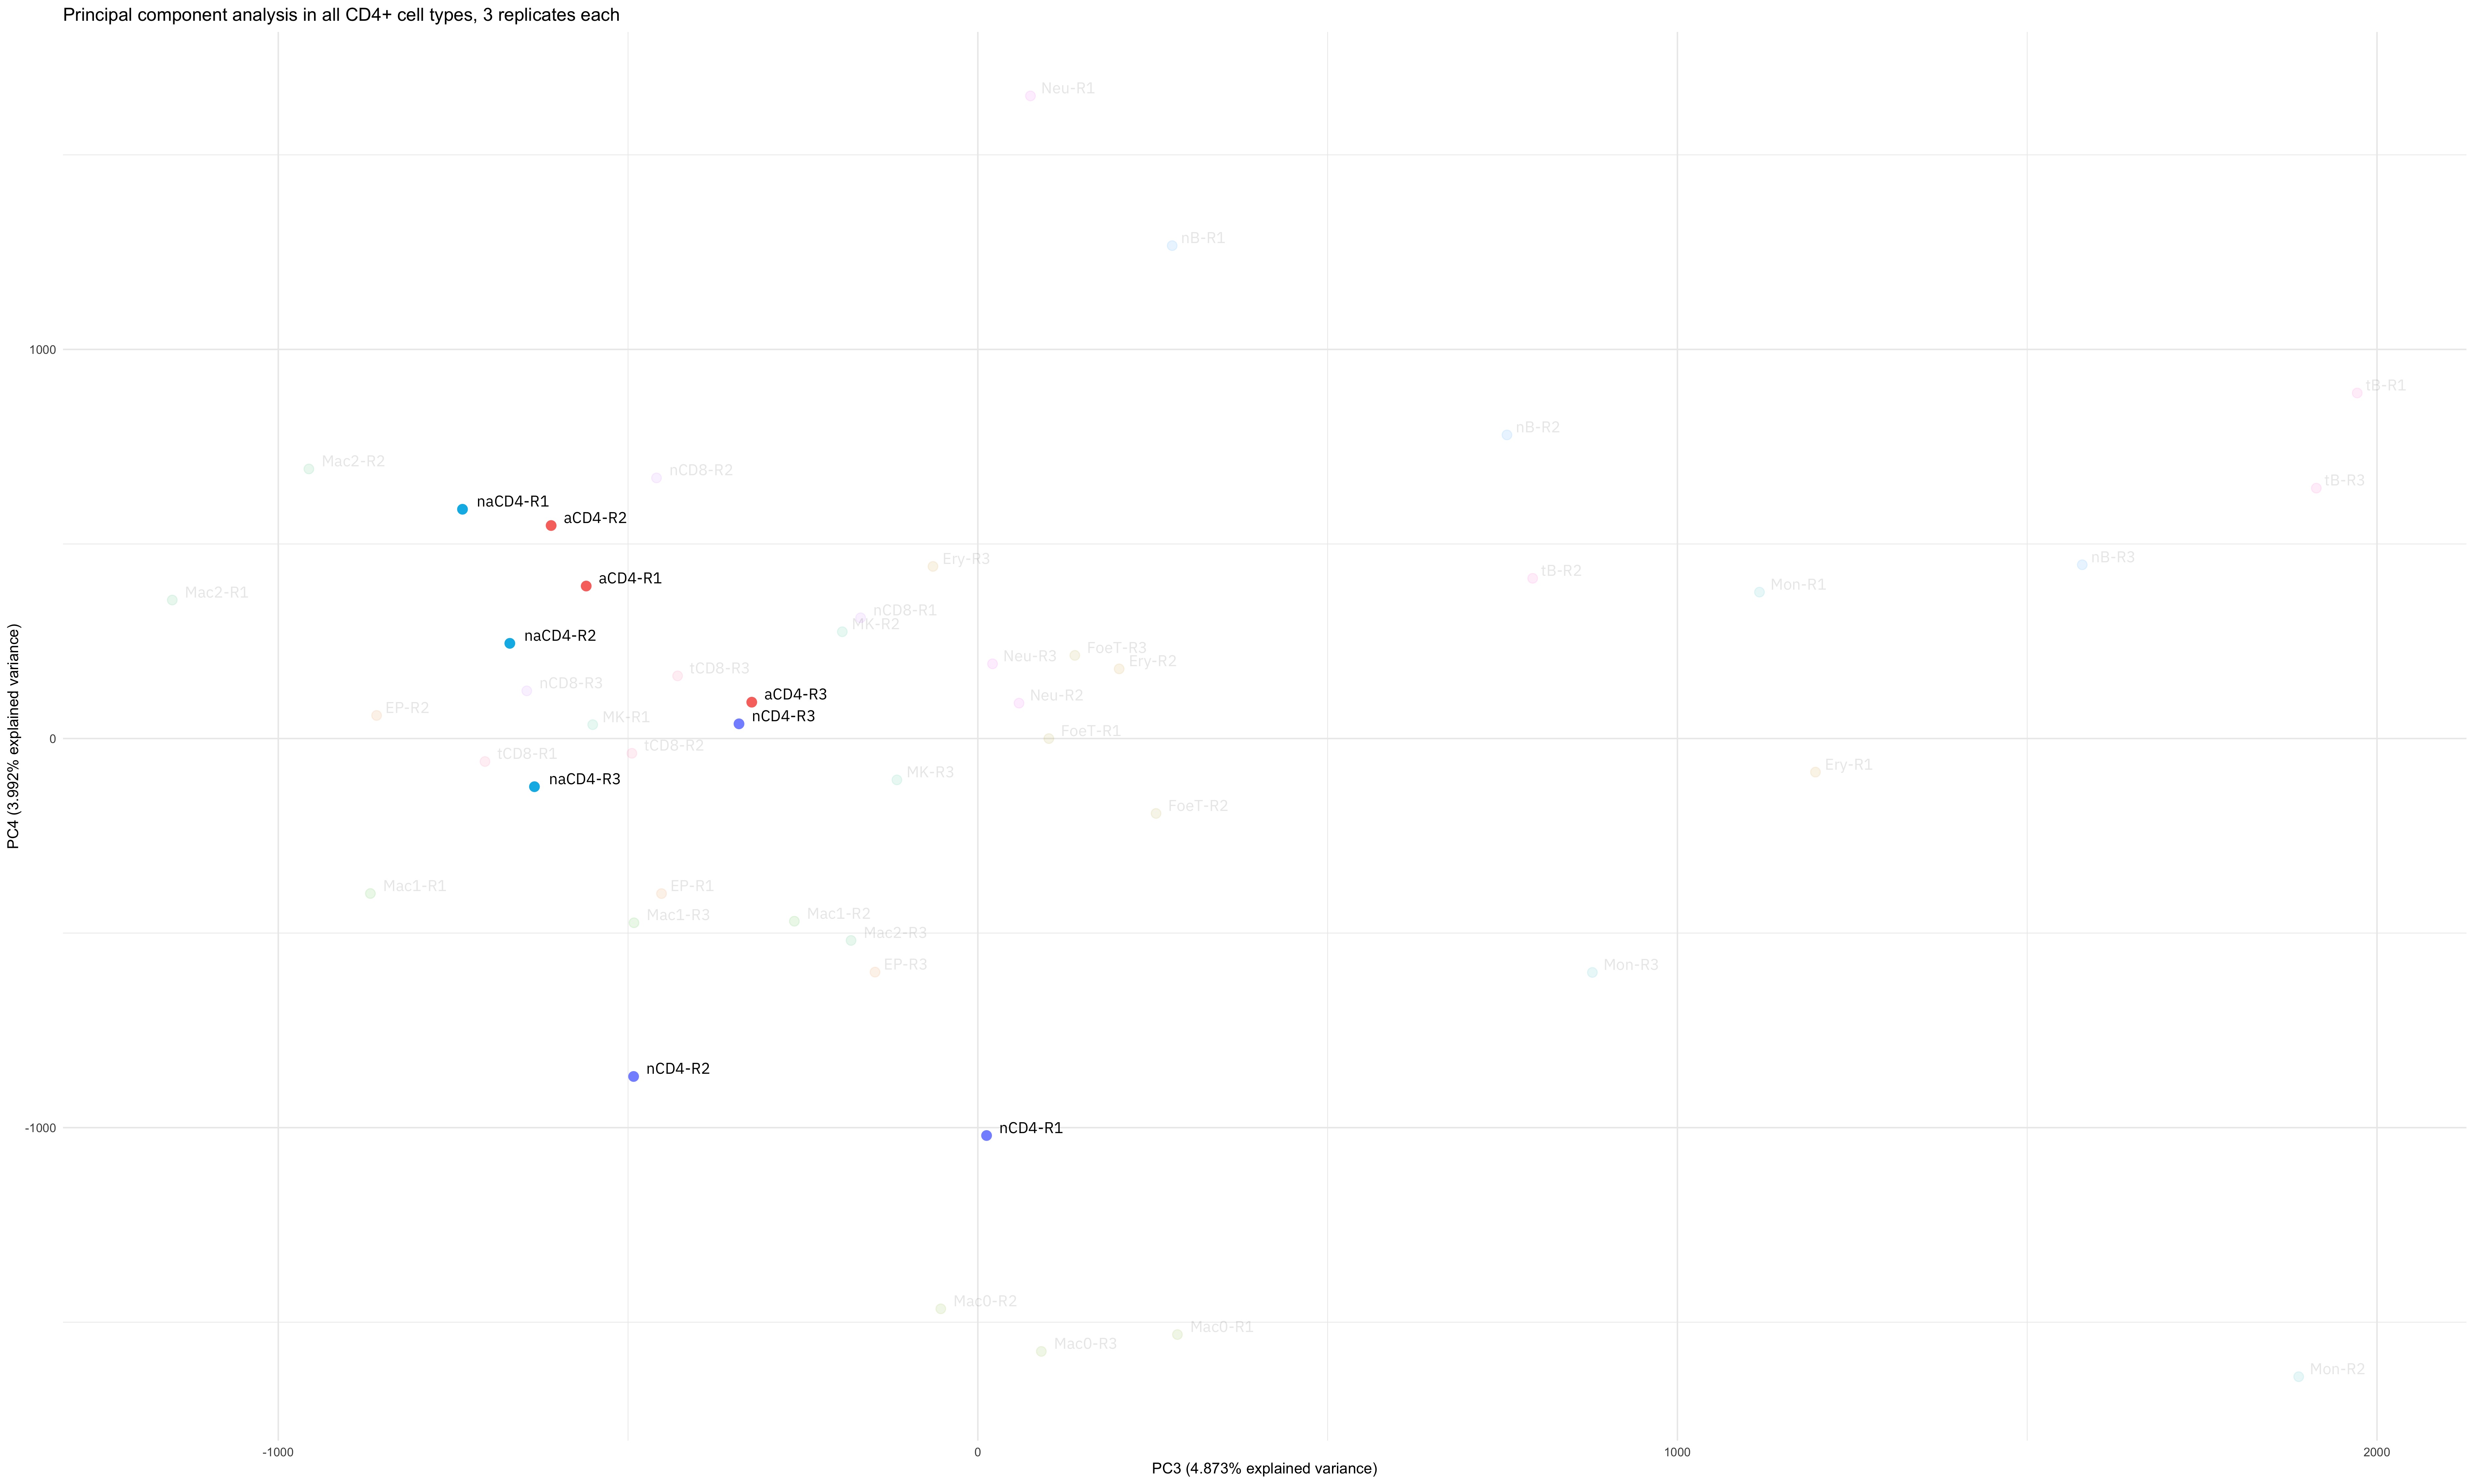 Principal component analysis in all CD4+ cell types, 3 replicates each
Neu-R1
nB-R1
1000
tB-R1
nB-R2
Mac2-R2
nCD8-R2
tB-R3
naCD4-R1
aCD4-R2
Ery-R3
nB-R3
tB-R2
aCD4-R1
Mon-R1
Mac2-R1
nCD8-R1
MK-R2
naCD4-R2
FoeT-R3
Neu-R3
Ery-R2
tCD8-R3
nCD8-R3
aCD4-R3
Neu-R2
EP-R2
nCD4-R3
MK-R1
FoeT-R1
0
tCD8-R2
tCD8-R1
Ery-R1
MK-R3
naCD4-R3
FoeT-R2
PC4 (3.992% explained variance)
Mac1-R1
EP-R1
Mac1-R3
Mac1-R2
Mac2-R3
EP-R3
Mon-R3
nCD4-R2
-1000
nCD4-R1
Mac0-R2
Mac0-R1
Mac0-R3
Mon-R2
-1000
0
1000
2000
PC3 (4.873% explained variance)